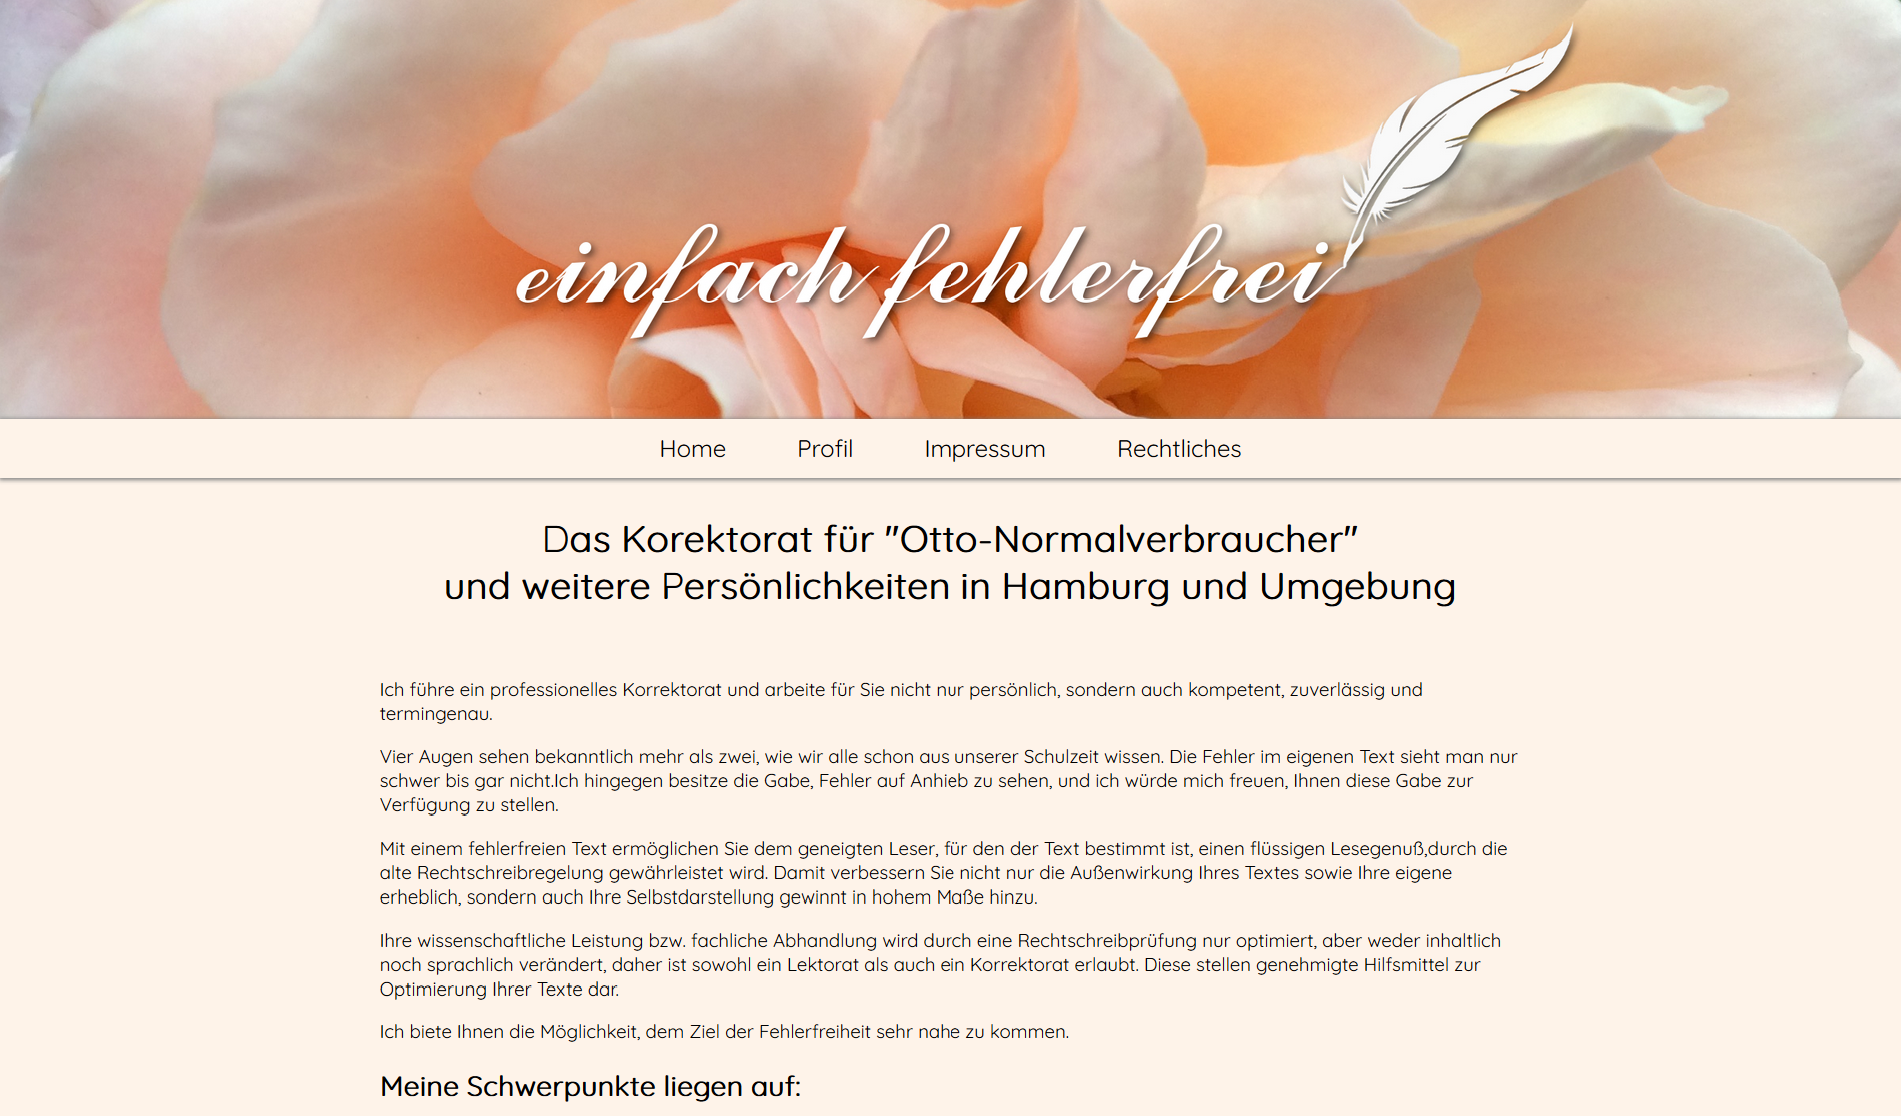 einfach fehlerfrei
Home Profil Impressum Rechtliches
Das Korektorat für "Otto-Normalverbraucher"
und weitere Persönlichkeiten in Hamburg und Umgebung
Ich führe ein professionelles Korrektorat und arbeite für Sie nicht nur persönlich, sondern auch kompetent, zuverlässig und
termingenau.
Vier Augen sehen bekanntlich mehr als zwei, wie wir alle schon aus unserer Schulzeit wissen. Die Fehler im eigenen Text sieht man nur
schwer bis gar nicht.Ich hingegen besitze die Gabe, Fehler auf Anhieb zu sehen, und ich würde mich freuen, Ihnen diese Gabe zur
Verfügung zu stellen.
Mit einem fehlerfreien Text ermöglichen Sie dem geneigten Leser, für den der Text bestimmt ist, einen flüssigen Lesegenuß,durch die
alte Rechtschreibregelung gewährleistet wird. Damit verbessern Sie nicht nur die Außenwirkung Ihres Textes sowie Ihre eigene
erheblich, sondern auch Ihre Selbstdarstellung gewinnt in hohem Maße hinzu.
Ihre wissenschaftliche Leistung bzw. fachliche Abhandlung wird durch eine Rechtschreibprüfung nur optimiert, aber weder inhaltlich
noch sprachlich verändert, daher ist sowohl ein Lektorat als auch ein Korrektorat erlaubt. Diese stellen genehmigte Hilfsmittel zur
Optimierung Ihrer Texte dar.
Ich biete Ihnen die Möglichkeit, dem Ziel der Fehlerfreiheit sehr nahe zu kommen.
Meine Schwerpunkte liegen auf: